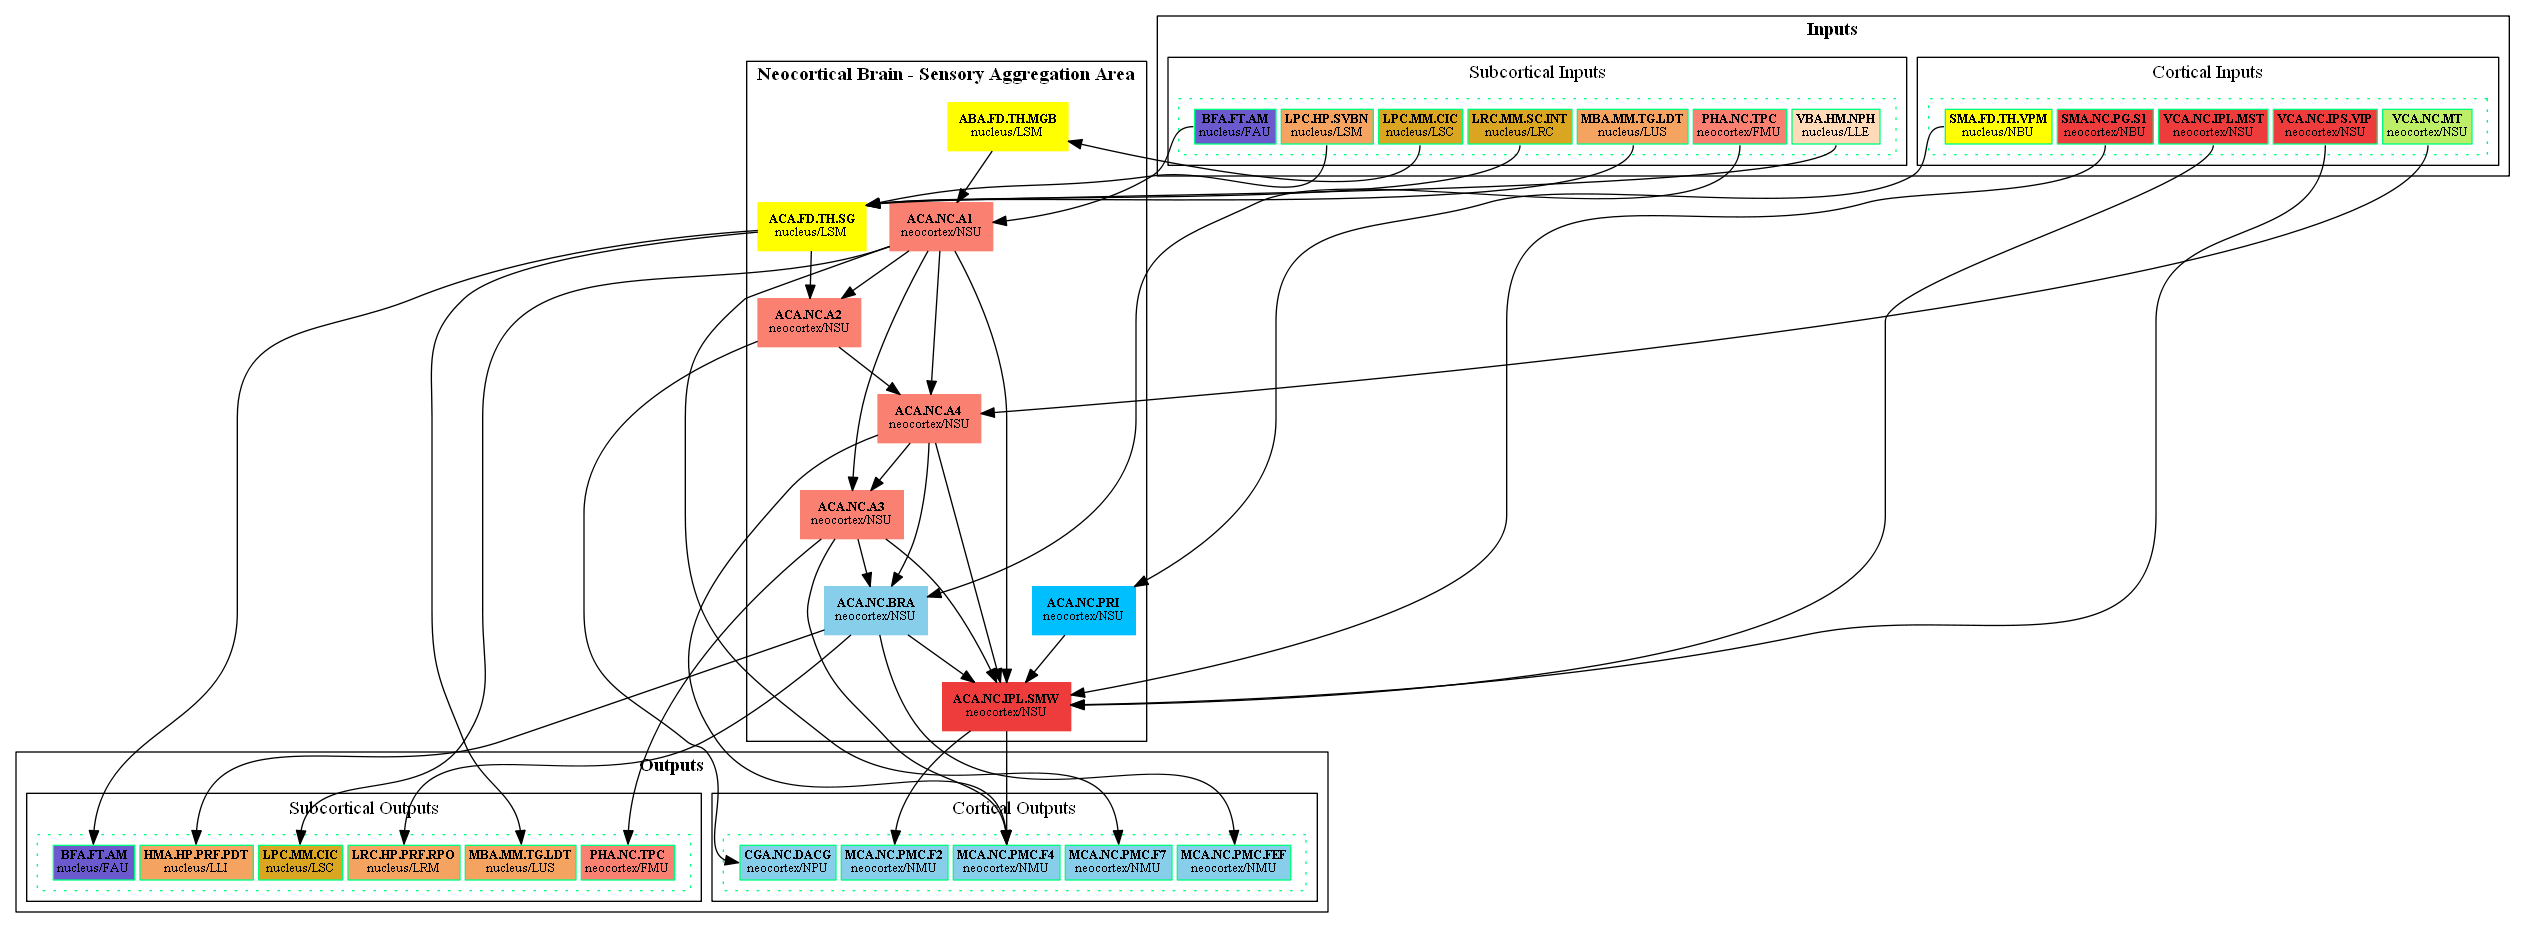 Inputs
Subcortical Inputs
Cortical Inputs
Neocortical Brain - Sensory Aggregation Area
BFA.FT.AM
nucleus/FAU
LPC.HP.SVBN
nucleus/LSM
LPC.MM.CIC
nucleus/LSC
LRC.MM.SC.INT
nucleus/LRC
MBA.MM.TG.LDT
nucleus/LUS
PHA.NC.TPC
neocortex/FMU
VBA.HM.NPH
nucleus/LLE
SMA.FD.TH.VPM
nucleus/NBU
SMA.NC.PG.S1
neocortex/NBU
VCA.NC.IPL.MST
neocortex/NSU
VCA.NC.IPS.VIP
neocortex/NSU
VCA.NC.MT
neocortex/NSU
ABA.FD.TH.MGB
nucleus/LSM
ACA.FD.TH.SG
nucleus/LSM
ACA.NC.A1
neocortex/NSU
ACA.NC.A2
neocortex/NSU
ACA.NC.A4
neocortex/NSU
ACA.NC.A3
neocortex/NSU
ACA.NC.BRA
neocortex/NSU
ACA.NC.PRI
neocortex/NSU
ACA.NC.IPL.SMW
neocortex/NSU
Outputs
Subcortical Outputs
Cortical Outputs
BFA.FT.AM
nucleus/FAU
HMA.HP.PRF.PDT
nucleus/LLI
LPC.MM.CIC
nucleus/LSC
LRC.HP.PRF.RPO
nucleus/LRM
MBA.MM.TG.LDT
nucleus/LUS
PHA.NC.TPC
neocortex/FMU
CGA.NC.DACG
neocortex/NPU
MCA.NC.PMC.F2
neocortex/NMU
MCA.NC.PMC.F4
neocortex/NMU
MCA.NC.PMC.F7
neocortex/NMU
MCA.NC.PMC.FEF
neocortex/NMU